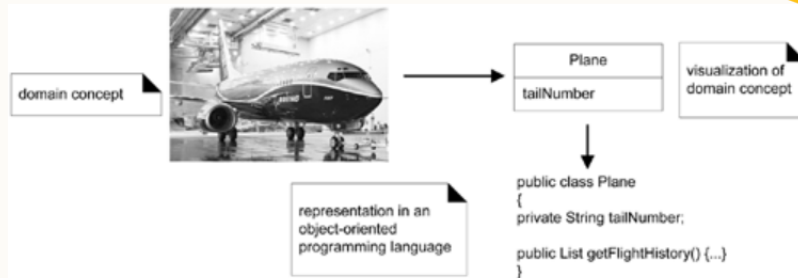 domain concept
BOEING
Plane
tailNumber
visualization of
domain concept
representation in an
object-oriented
programming language
public class Plane
{
private String tailNumber;
public List getFlightHistory() {...}
}